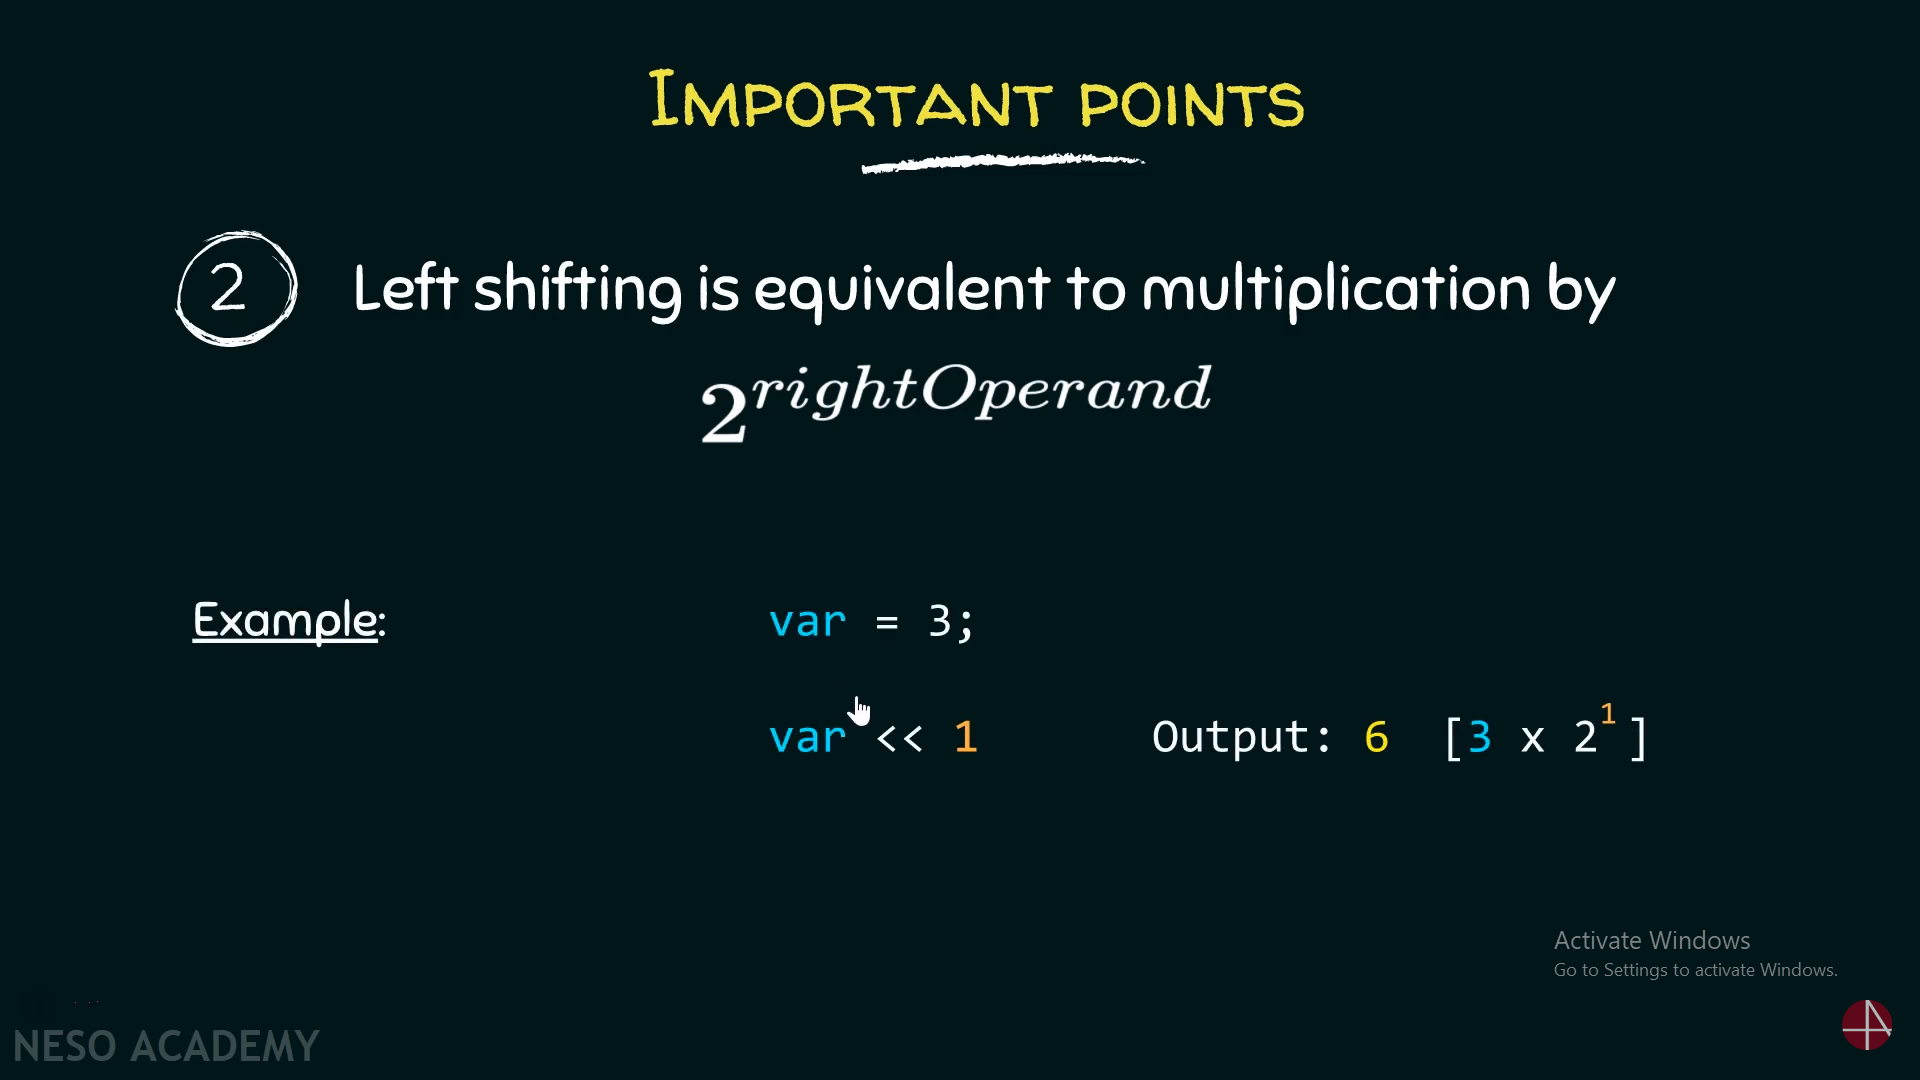 IMPORTANT POINTS
2 Left shifting is equivalent to multiplication by
2^rightOperand
Example: var = 3;
var << 1 Output: 6 [3 x 2^1]
Activate Windows
Go to Settings to activate Windows.
NESO ACADEMY